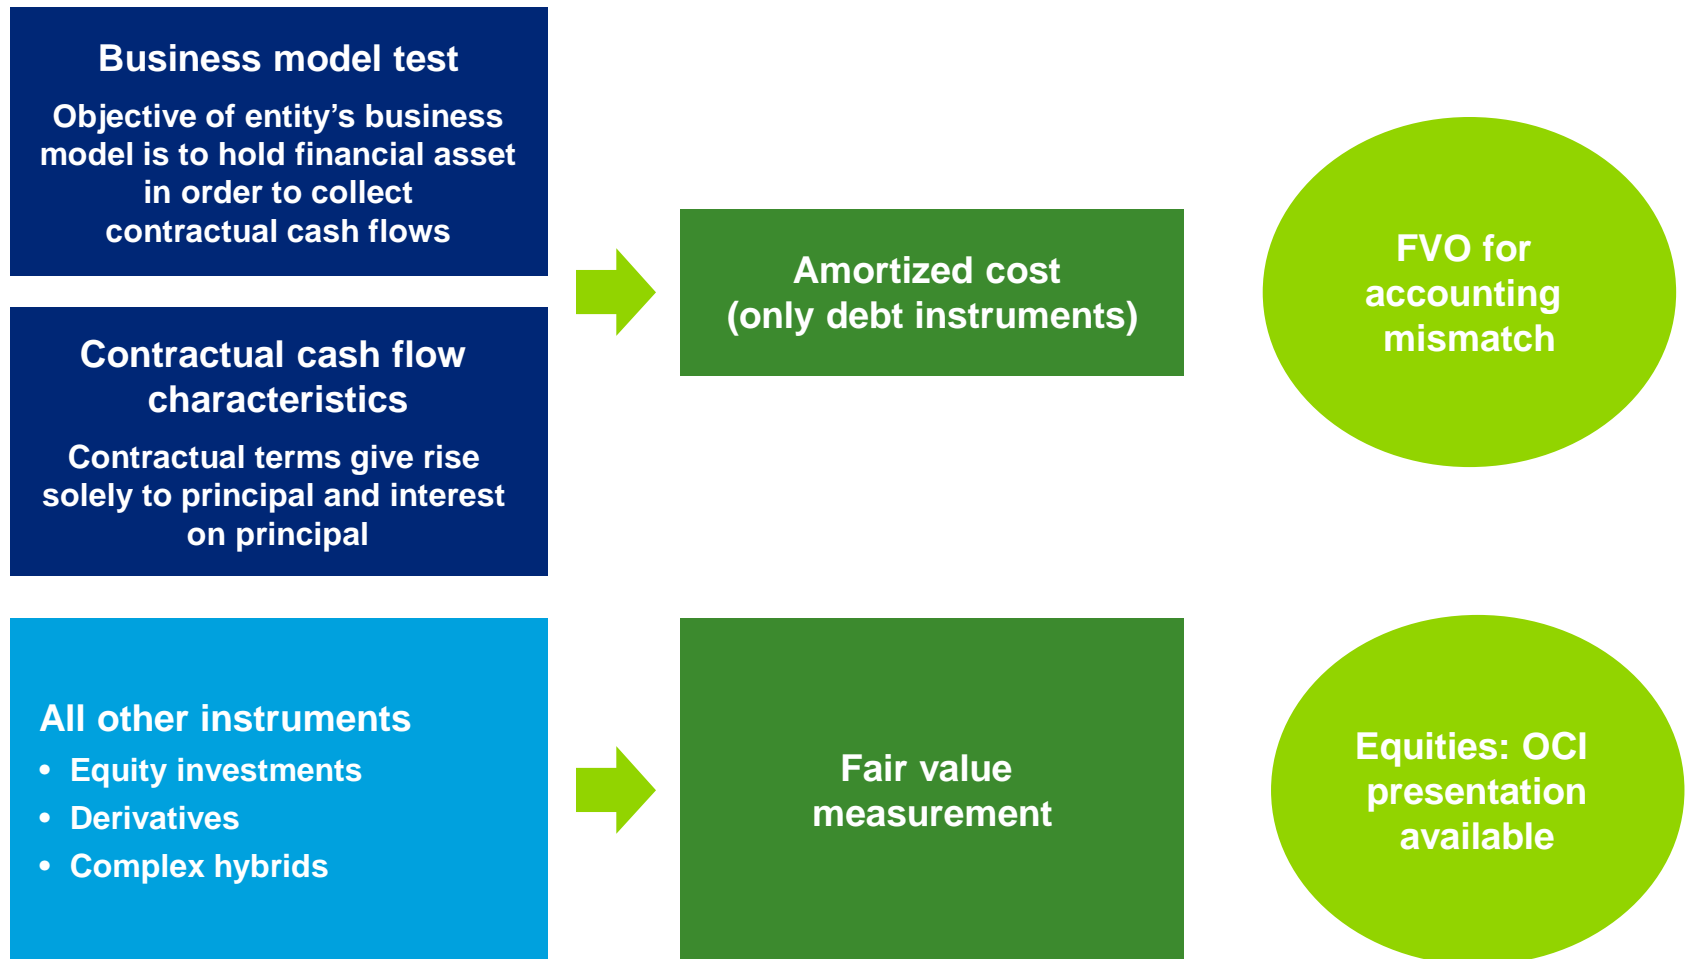 Business model test
Objective of entity’s business
model is to hold financial asset
in order to collect
contractual cash flows
Contractual cash flow
characteristics
Contractual terms give rise
solely to principal and interest
on principal
Amortized cost
(only debt instruments)
FVO for
accounting
mismatch
All other instruments
• Equity investments
• Derivatives
• Complex hybrids
Fair value
measurement
Equities: OCI
presentation
available